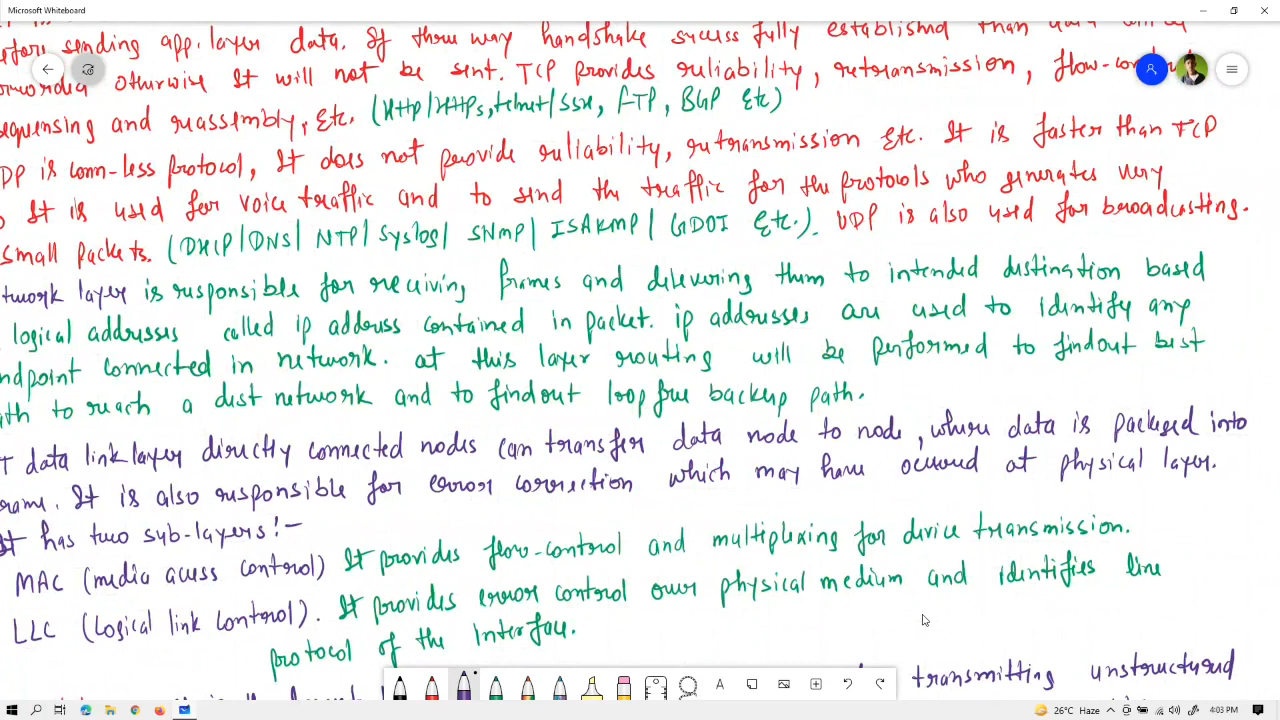 Microsoft Whiteboard
before sending app. layer data. If three way handshake sucess fully established than data will be
forwarded otherwise It will not be sent. TCP provides reliability, retransmission, flow-control
sequensing and reassembly, Etc. (HTTP/HTTPs, telnet/SSH, FTP, BGP Etc)
UDP is conn-less protocol, It does not provide reliability, retransmission Etc. It is faster than TCP
so It is used for voice traffic and to send the traffic for the protocols who generates very
small Packets. (DHCP/DNS/ NTP/ Syslog/ SNMP/ ISAKMP/ GDOI Etc.). UDP is also used for broadcasting.
network layer is responsible for receiving frames and delevering them to intended distination based
logical addresses called ip address contained in packet. ip addresses are used to identify any
endpoint connected in network. at this layer routing will be performed to findout best
path to reach a dist network and to findout loop free backup path.
AT data link layer directly connected nodes can transfer data node to node, where data is packeged into
frame. It is also responsible for error correction which may have occured at physical layer.
It has two sub-layers:-
MAC (media access control) It provides flow-control and multiplexing for device transmission.
LLC (Logical link control). It provides error control over physical medium and identifies line
protocol of the Interface.
transmitting unstructured
26°C Haze 4:03 PM